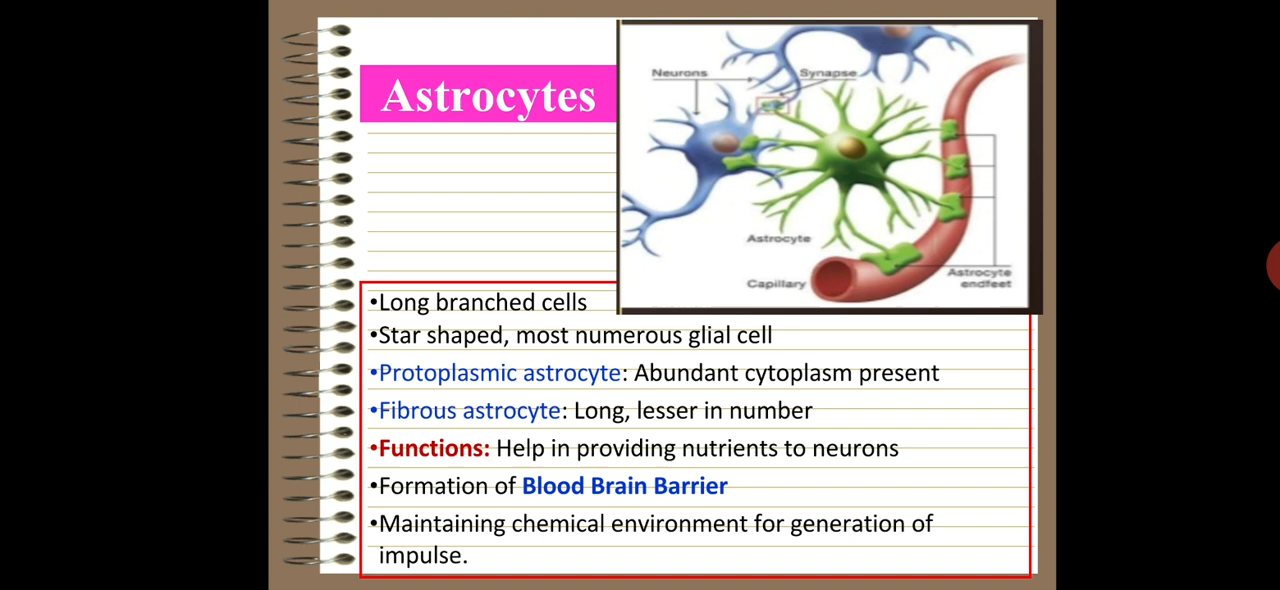 Astrocytes
Neurons
Synapse
Astrocyte
Capillary
Astrocyte
endfeet
•Long branched cells
•Star shaped, most numerous glial cell
•Protoplasmic astrocyte: Abundant cytoplasm present
•Fibrous astrocyte: Long, lesser in number
•Functions: Help in providing nutrients to neurons
•Formation of Blood Brain Barrier
•Maintaining chemical environment for generation of
impulse.